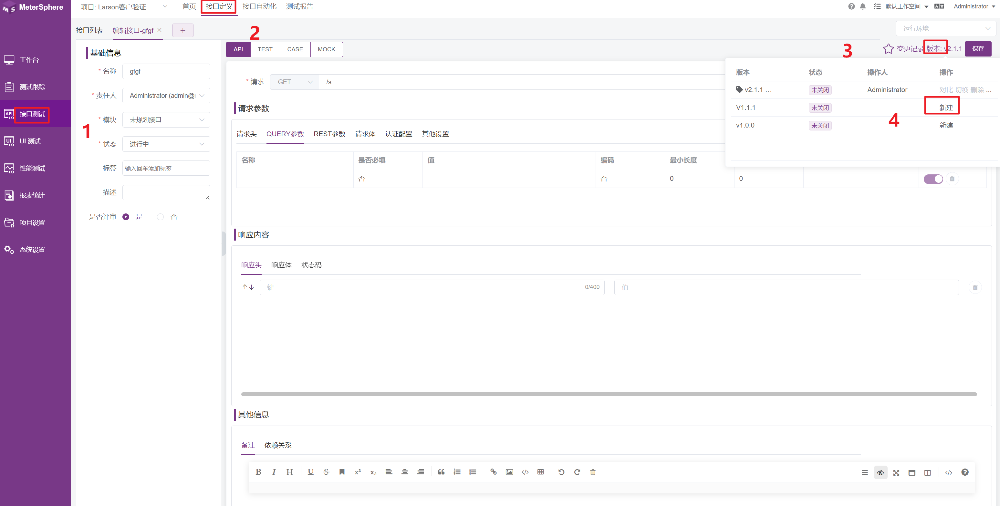 MeterSphere
项目: Larson客户验证
首页
接口定义
接口自动化
测试报告
默认工作空间
Administrator
接口列表
编辑接口-gfgf
+
运行环境
2
3
API
TEST
CASE
MOCK
变更记录
版本: v2.1.1
保存
工作台
测试跟踪
接口测试
UI 测试
性能测试
报表统计
项目设置
系统设置
1
基础信息
* 名称
gfgf
* 责任人
Administrator (admin@
* 模块
未规划接口
* 状态
进行中
标签
输入回车添加标签
描述
是否评审
是
否
* 请求
GET
/s
版本
状态
操作人
操作
v2.1.1 ...
未关闭
Administrator
对比 切换 删除 ...
V1.1.1
未关闭
新建
4
v1.0.0
未关闭
新建
请求参数
请求头
QUERY参数
REST参数
请求体
认证配置
其他设置
名称
是否必填
值
编码
最小长度
否
否
0
0
响应内容
响应头
响应体
状态码
键
0/400
值
其他信息
备注
依赖关系